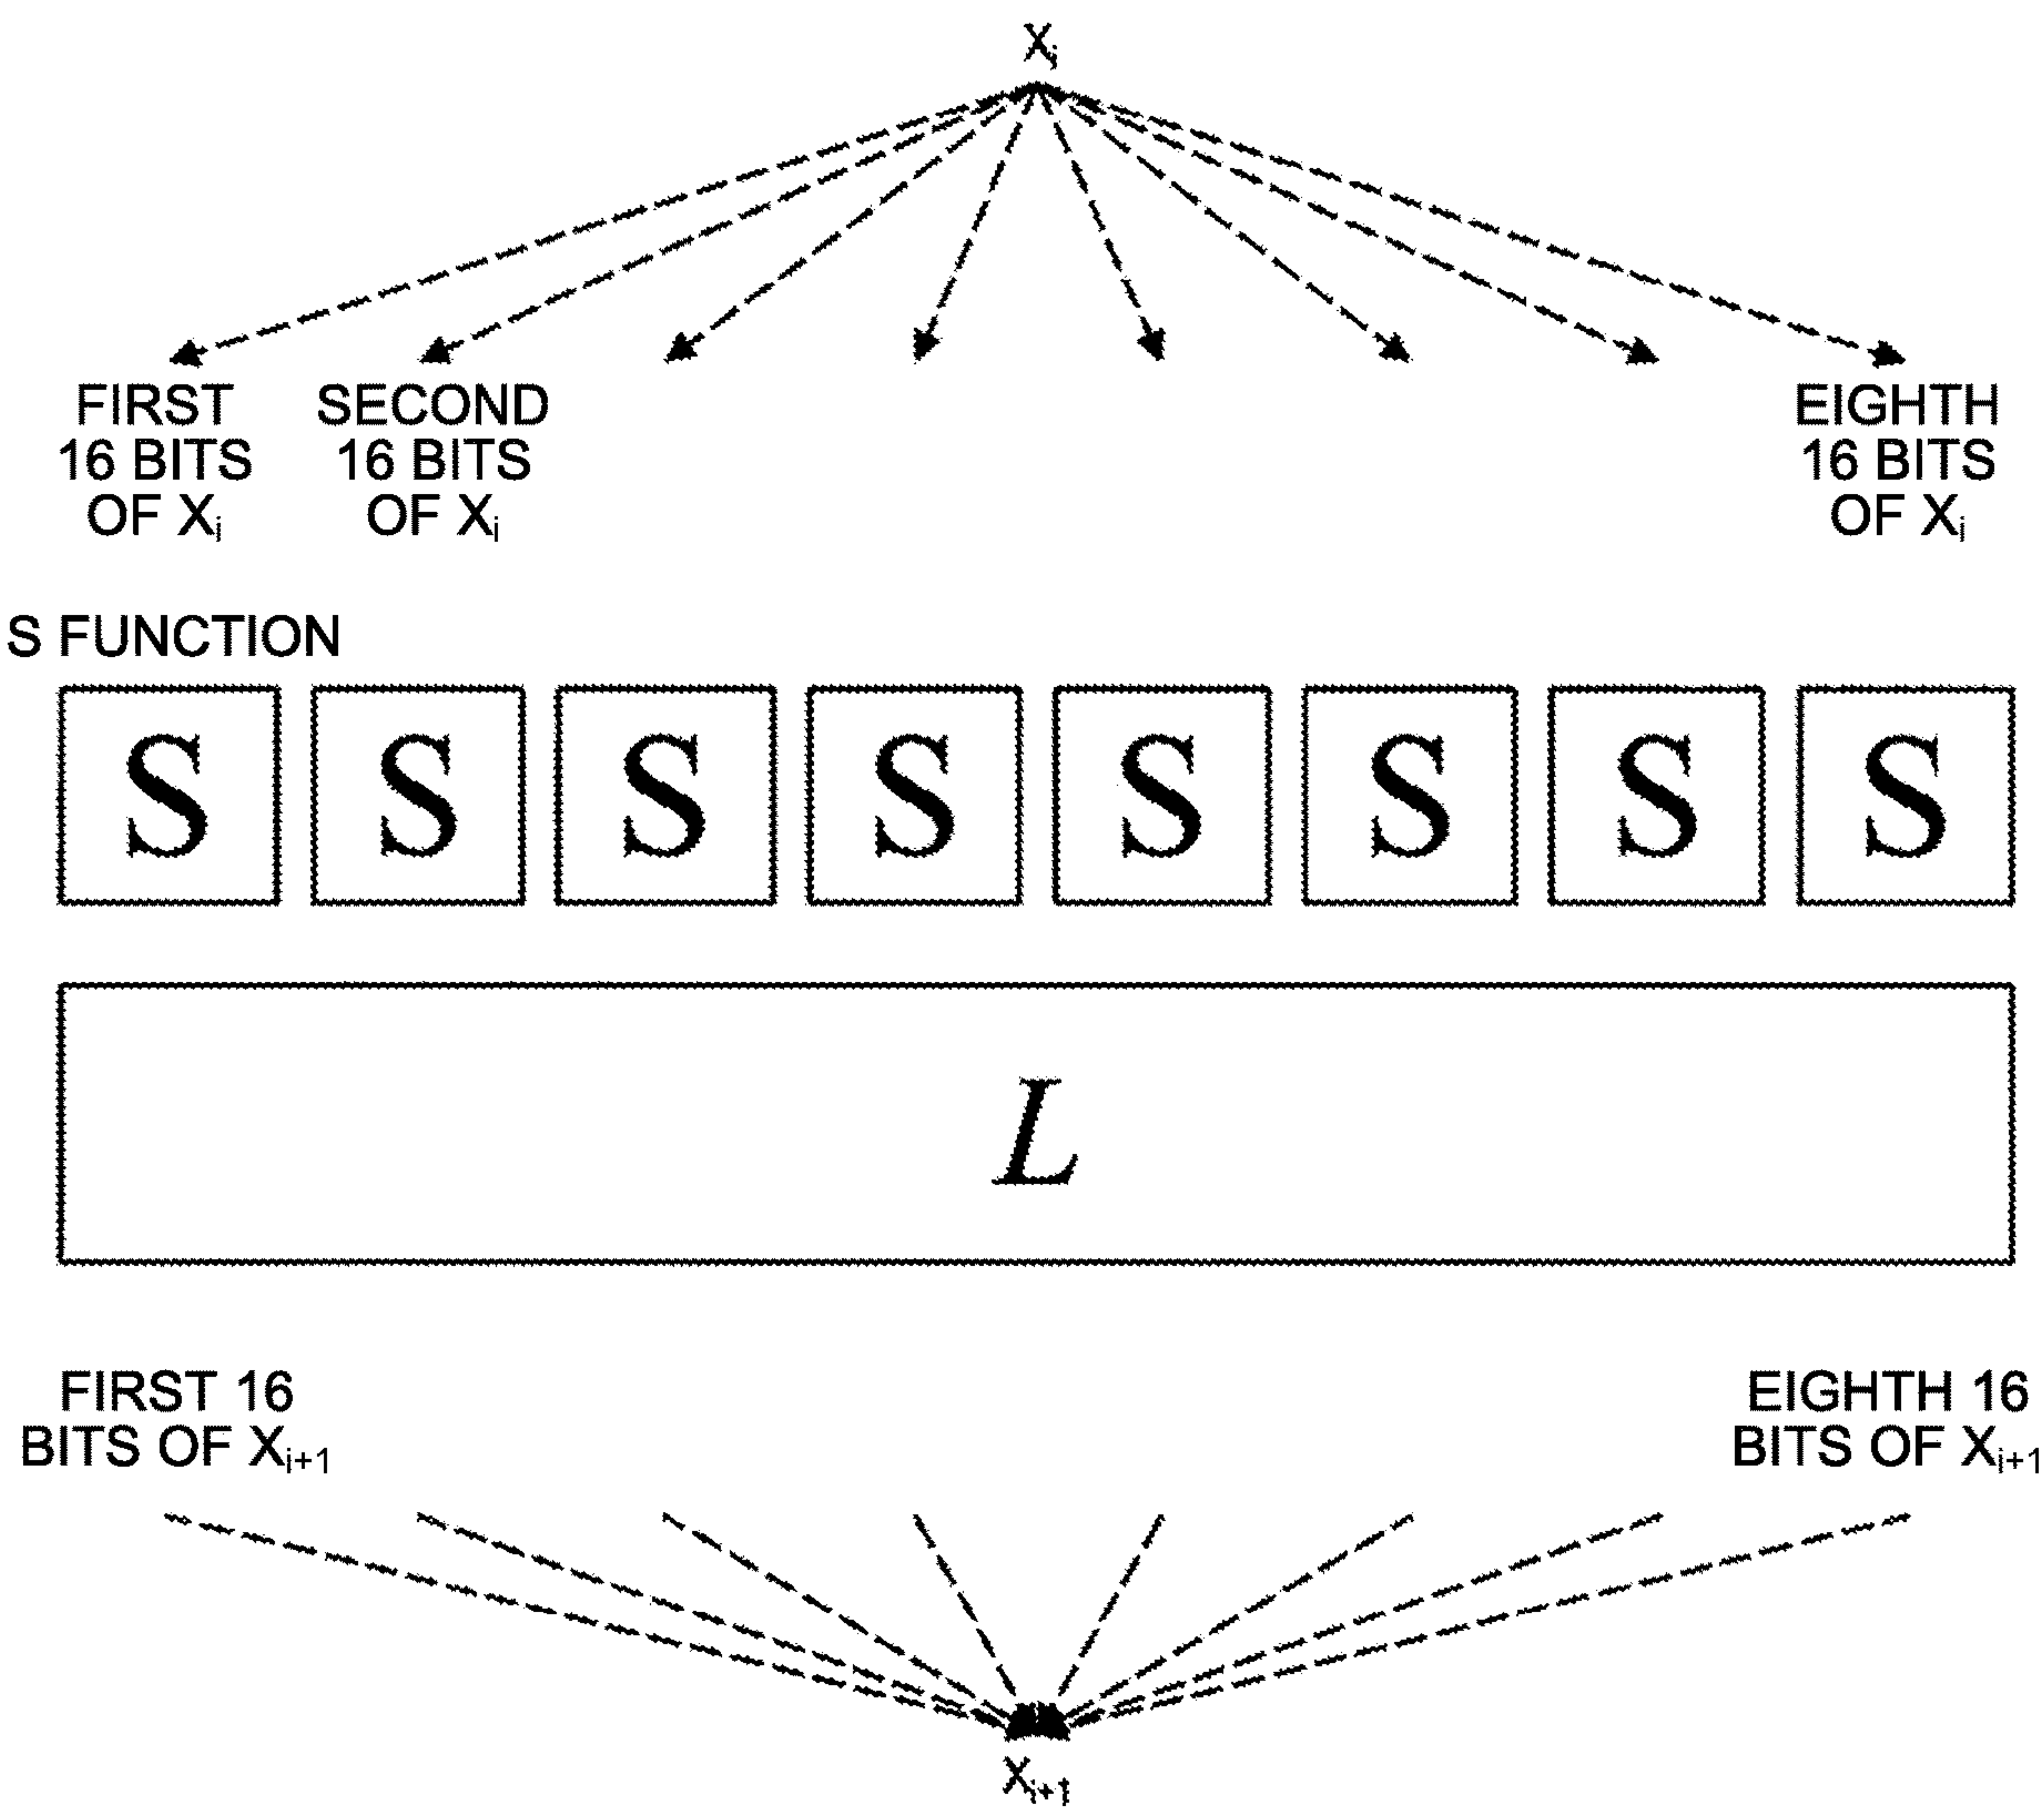 Xi
FIRST SECOND EIGHTH
16 BITS 16 BITS 16 BITS
OF Xi OF Xi OF Xi
S FUNCTION
S S S S S S S S
L
FIRST 16 EIGHTH 16
BITS OF Xi+1 BITS OF Xi+1
Xi+1